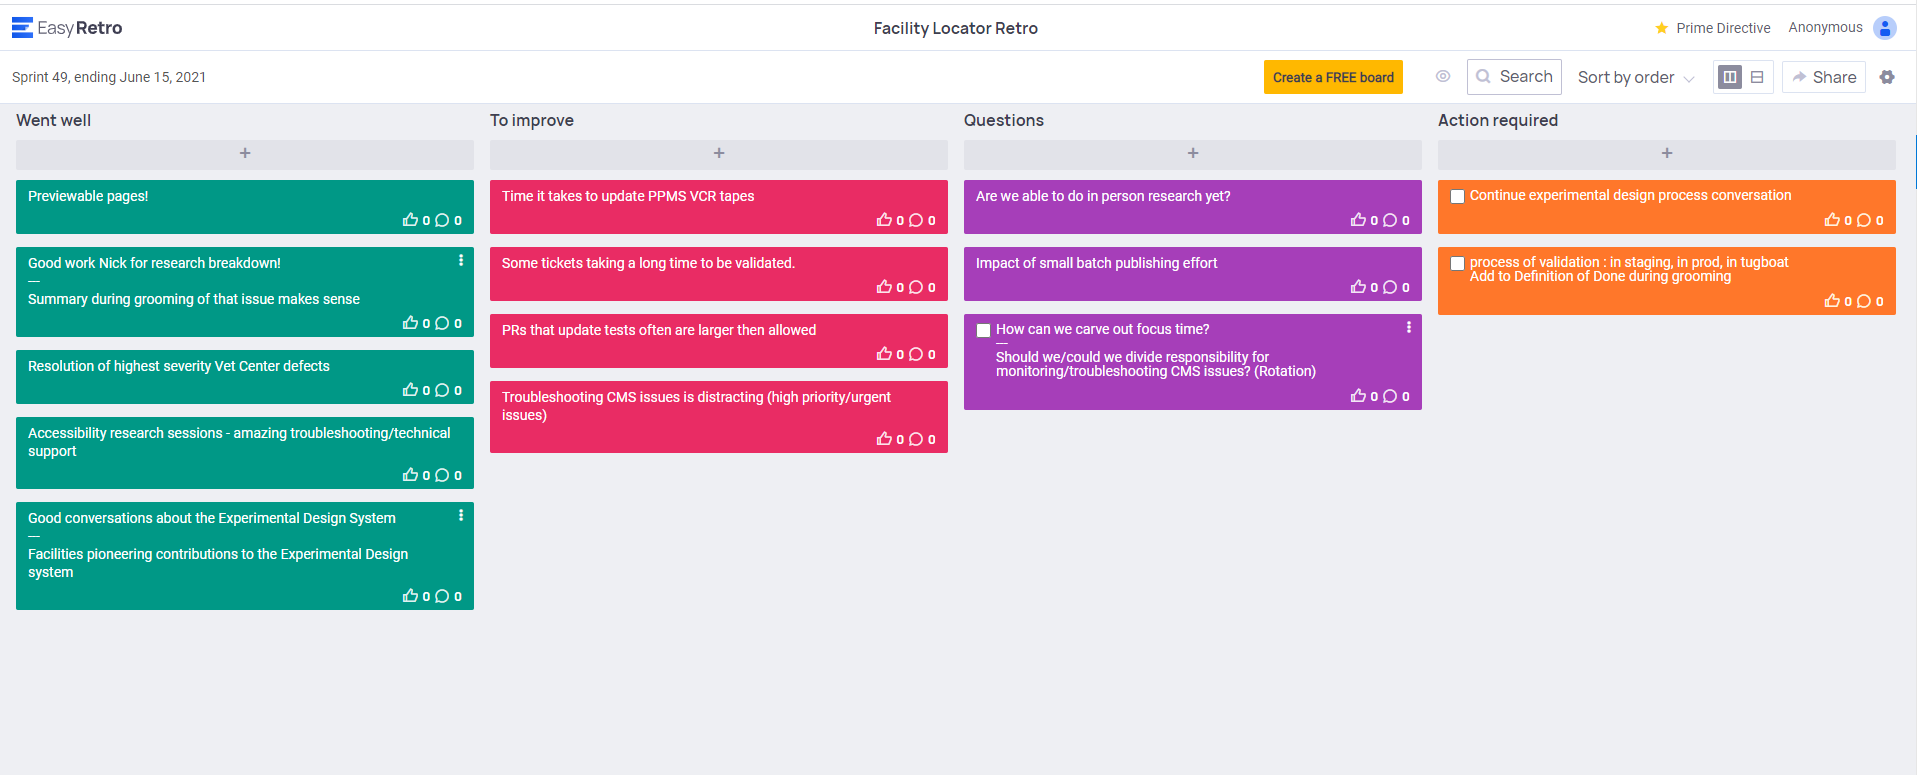 EasyRetro
Facility Locator Retro
Prime Directive
Anonymous
Sprint 49, ending June 15, 2021
Create a FREE board
Search
Sort by order
Share
Went well
+
Previewable pages!
0 0
Good work Nick for research breakdown!
—
Summary during grooming of that issue makes sense
0 0
Resolution of highest severity Vet Center defects
0 0
Accessibility research sessions - amazing troubleshooting/technical
support
0 0
Good conversations about the Experimental Design System
—
Facilities pioneering contributions to the Experimental Design
system
0 0
To improve
+
Time it takes to update PPMS VCR tapes
0 0
Some tickets taking a long time to be validated.
0 0
PRs that update tests often are larger then allowed
0 0
Troubleshooting CMS issues is distracting (high priority/urgent
issues)
0 0
Questions
+
Are we able to do in person research yet?
0 0
Impact of small batch publishing effort
0 0
How can we carve out focus time?
—
Should we/could we divide responsibility for
monitoring/troubleshooting CMS issues? (Rotation)
0 0
Action required
+
Continue experimental design process conversation
0 0
process of validation : in staging, in prod, in tugboat
Add to Definition of Done during grooming
0 0